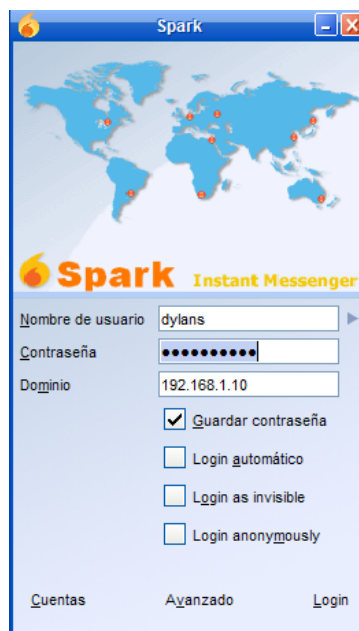 Spark
Spark Instant Messenger
Nombre de usuario dylans
Contraseña ••••••••••
Dominio 192.168.1.10
Guardar contraseña
Login automático
Login as invisible
Login anonymously
Cuentas Avanzado Login